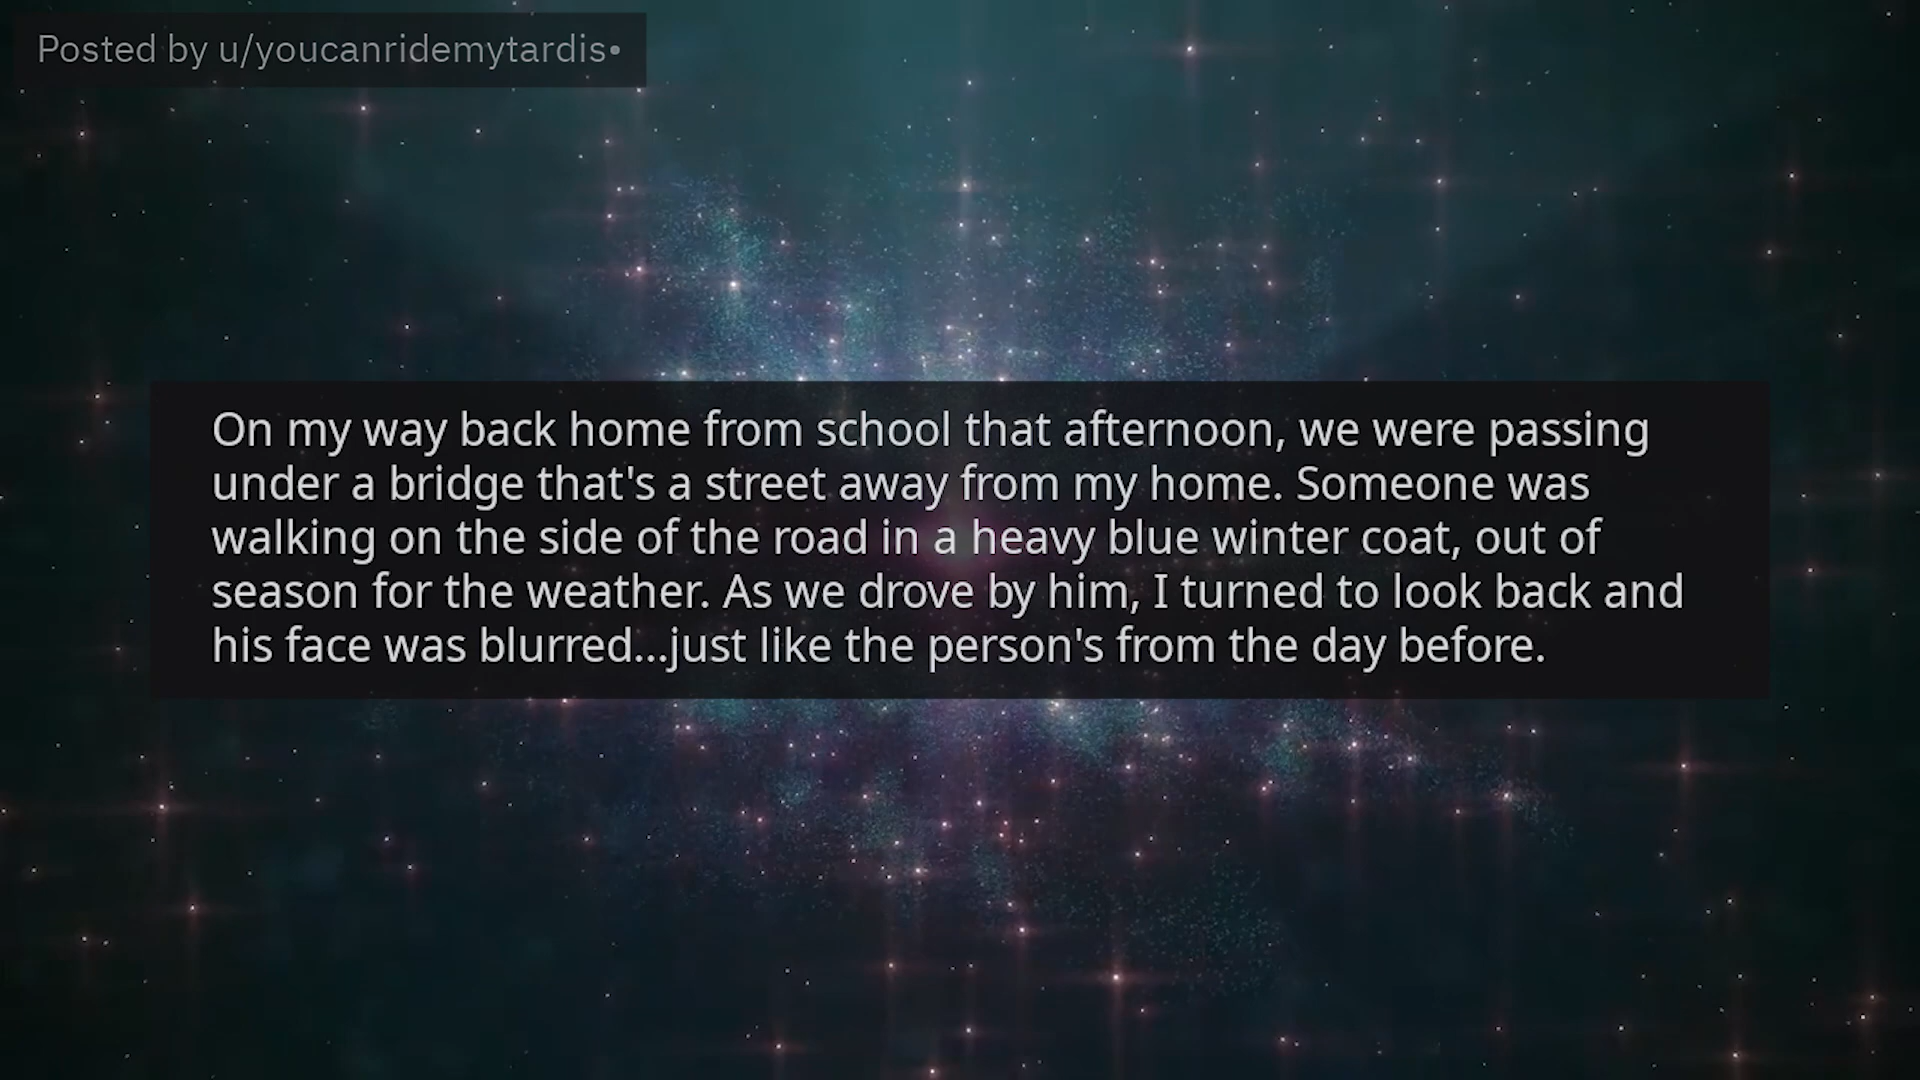 Posted by u/youcanridemytardis•
On my way back home from school that afternoon, we were passing
under a bridge that's a street away from my home. Someone was
walking on the side of the road in a heavy blue winter coat, out of
season for the weather. As we drove by him, I turned to look back and
his face was blurred...just like the person's from the day before.